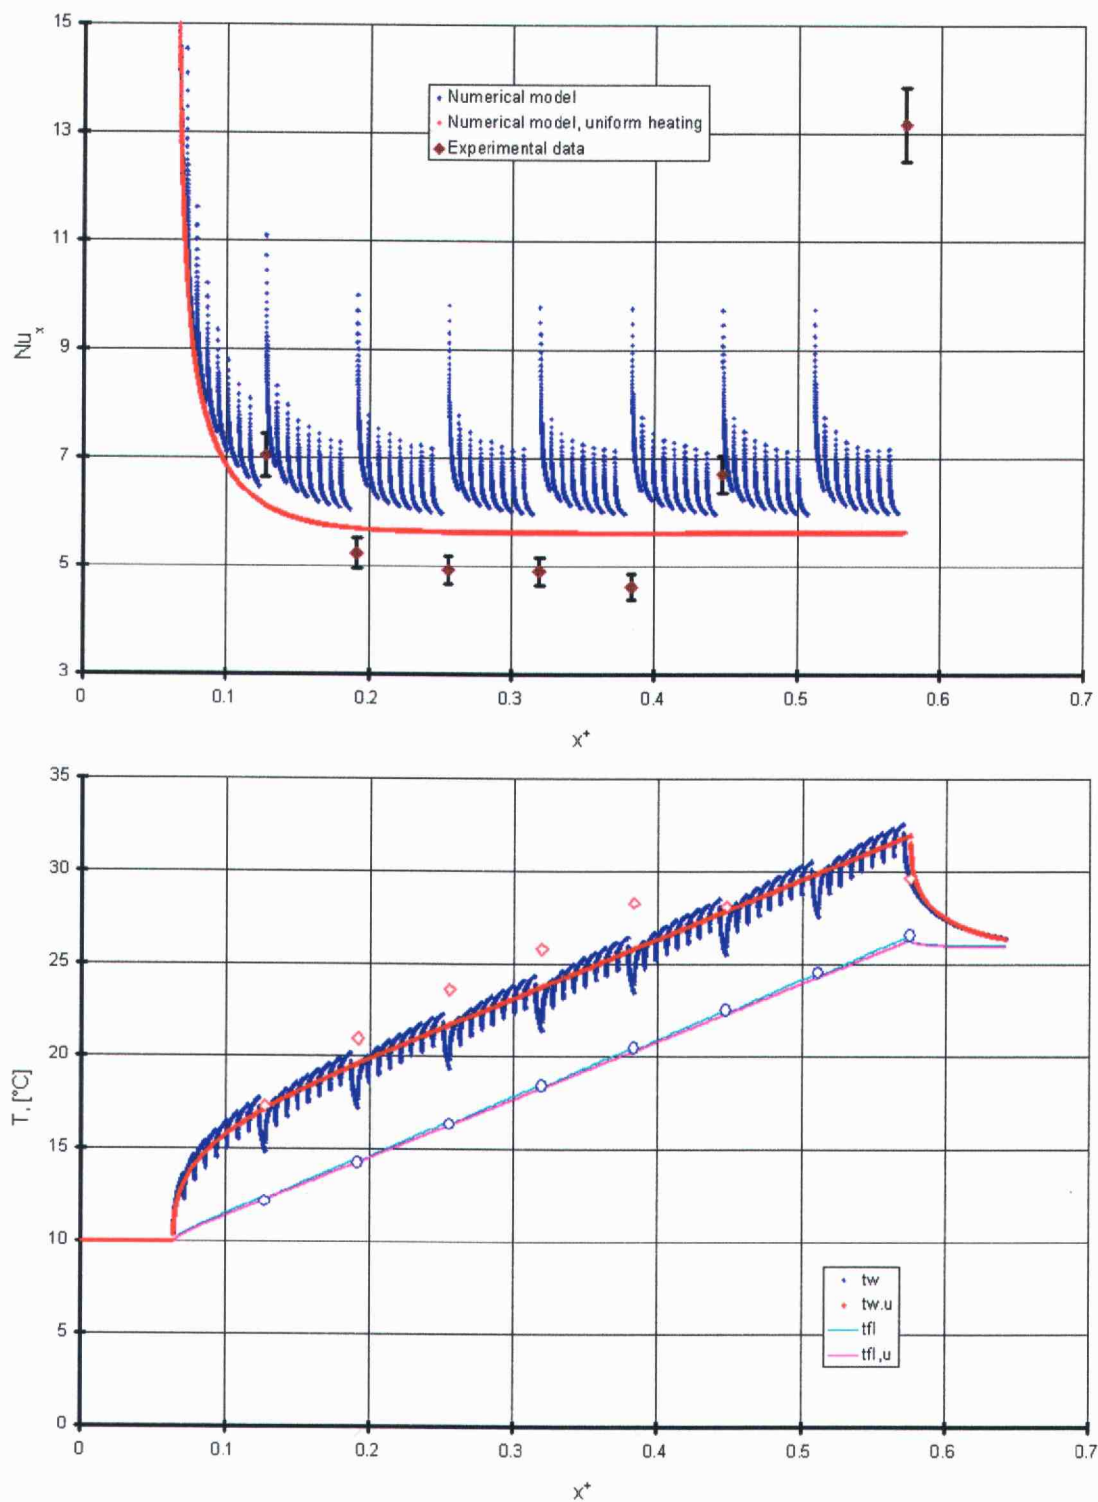 15
13
11
9
7
5
3
Nuₓ
Numerical model
Numerical model, uniform heating
Experimental data
0 0.1 0.2 0.3 0.4 0.5 0.6 0.7
x⁺
35
30
25
20
15
10
5
0
T, [°C]
tw
tw.u
tfl
tfl,u
0 0.1 0.2 0.3 0.4 0.5 0.6 0.7
x⁺